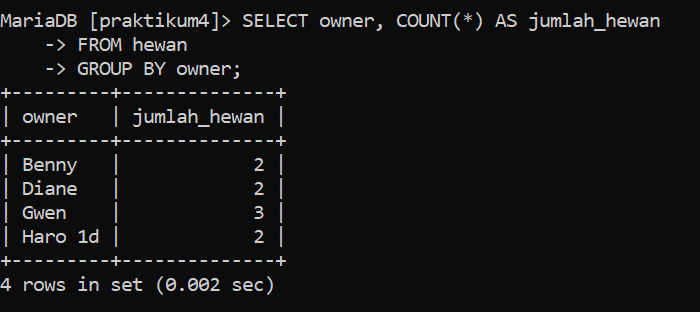 MariaDB [praktikum4]> SELECT owner, COUNT(*) AS jumlah_hewan
    -> FROM hewan
    -> GROUP BY owner;
+---------+--------------+
| owner   | jumlah_hewan |
+---------+--------------+
| Benny   |            2 |
| Diane   |            2 |
| Gwen    |            3 |
| Haro 1d |            2 |
+---------+--------------+
4 rows in set (0.002 sec)